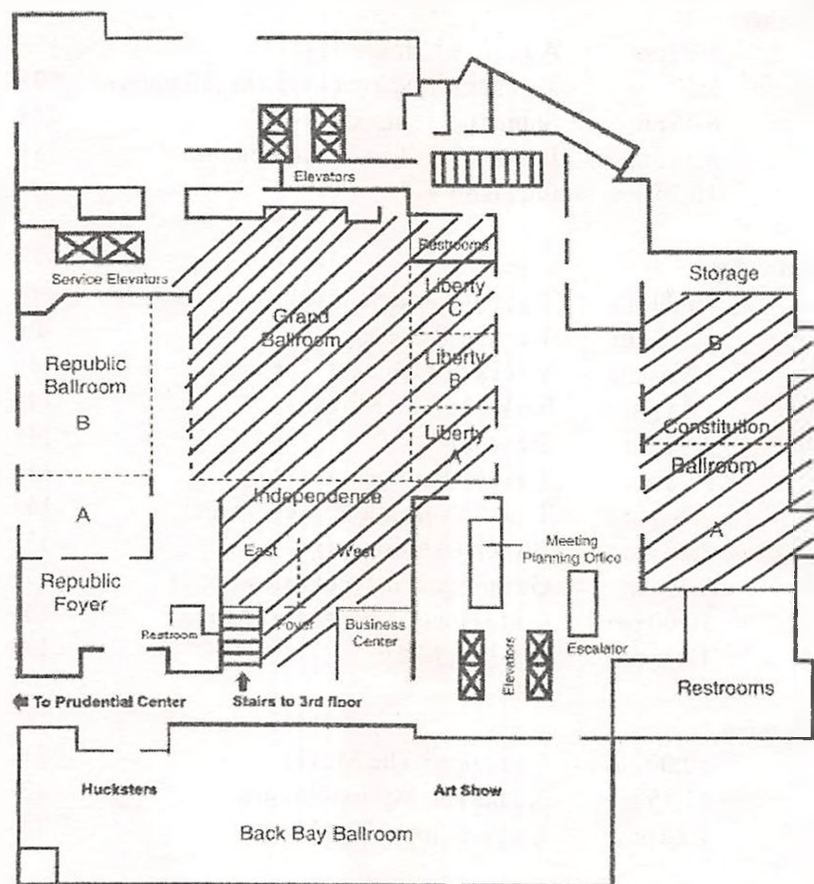 Elevators
Restrooms
Service Elevators
Storage
Liberty
C
Grand
Ballroom
B
Republic
Ballroom
B
Liberty
B
Constitution
Ballroom
Liberty
A
A
Independence
A
East
West
Meeting
Planning Office
Republic
Foyer
Restroom
Foyer
Business
Center
Elevators
Escalator
Restrooms
To Prudential Center
Stairs to 3rd floor
Hucksters
Art Show
Back Bay Ballroom